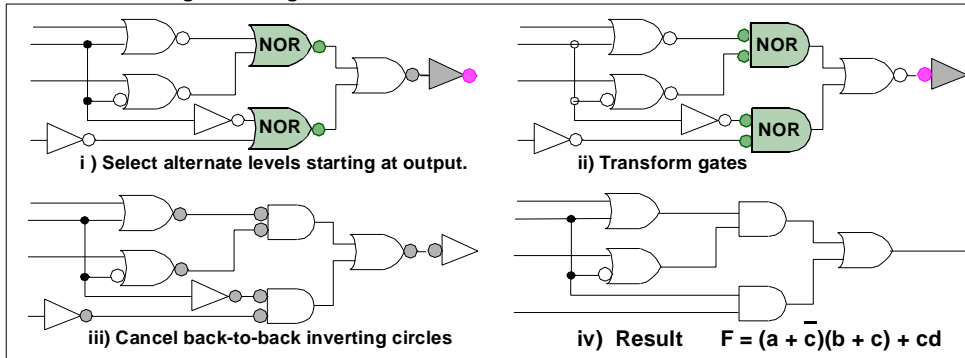 NOR
NOR
i ) Select alternate levels starting at output.
NOR
NOR
ii) Transform gates
iii) Cancel back-to-back inverting circles
iv) Result F = (a + c̅)(b + c) + cd